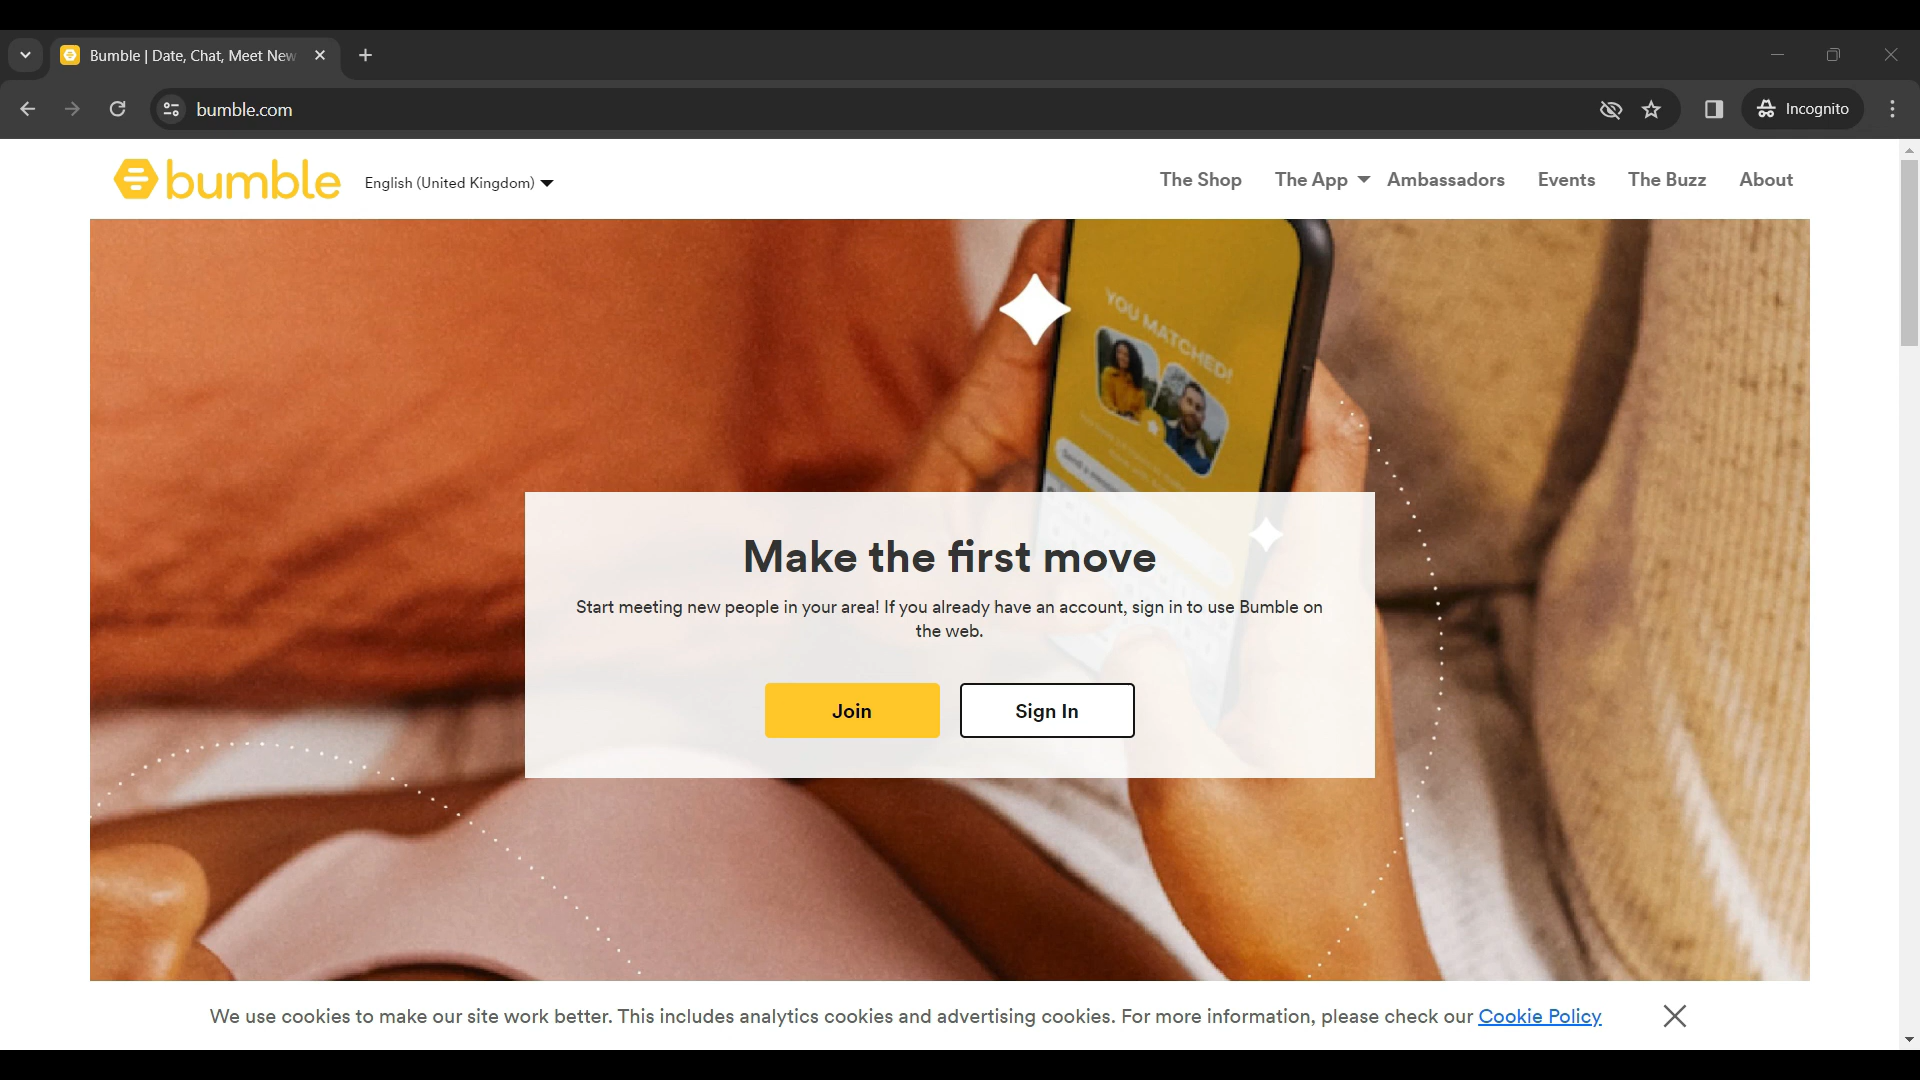 Bumble | Date, Chat, Meet New
bumble.com
Incognito
bumble
English (United Kingdom)
The Shop
The App
Ambassadors
Events
The Buzz
About
YOU MATCHED!
Make the first move
Start meeting new people in your area! If you already have an account, sign in to use Bumble on
the web.
Join
Sign In
We use cookies to make our site work better. This includes analytics cookies and advertising cookies. For more information, please check our Cookie Policy